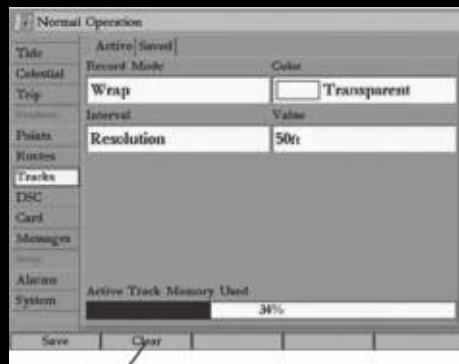 Normal Operation
Active Saved
Tide
Celestial
Trip
Points
Routes
Tracks
DSC
Card
Messages
Alarms
System
Record Mode
Color
Wrap
Transparent
Interval
Value
Resolution
50ft
Active Track Memory Used
34%
Save
Clear